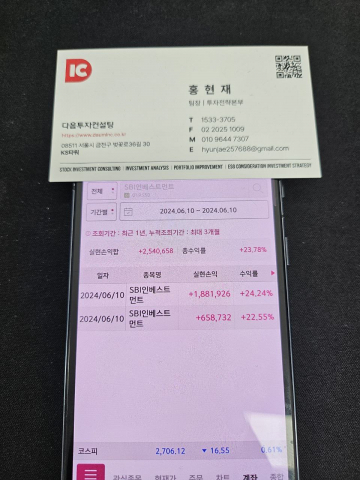 IC
홍 현 재
팀장 | 투자전략본부
다음투자컨설팅
08511 서울시 금천구 벚꽃로36길 30
KS타워
T 1533-3705
F 02 2025 1009
M 010 9644 7307
E hyunjae257688@gmail.com
STOCK INVESTMENT CONSULTING | INVESTMENT ANALYSIS | PORTFOLIO IMPROVEMENT | ESG CONSIDERATION INVESTMENT STRATEGY
전체 SBI인베스트먼트
기간별 2024.06.10 ~ 2024.06.10
조회기간 : 최근 1년, 누적조회기간 : 최대 3개월
실현손익합 +2,540,658 총수익률 +23.78%
일자 종목명 실현손익 수익률
2024/06/10 SBI인베스트먼트 +1,881,926 +24.24%
2024/06/10 SBI인베스트먼트 +658,732 +22.55%
코스피 2,706.12 ▼ 16.55 0.61%
관심종목 현재가 주문 차트 계좌 종합